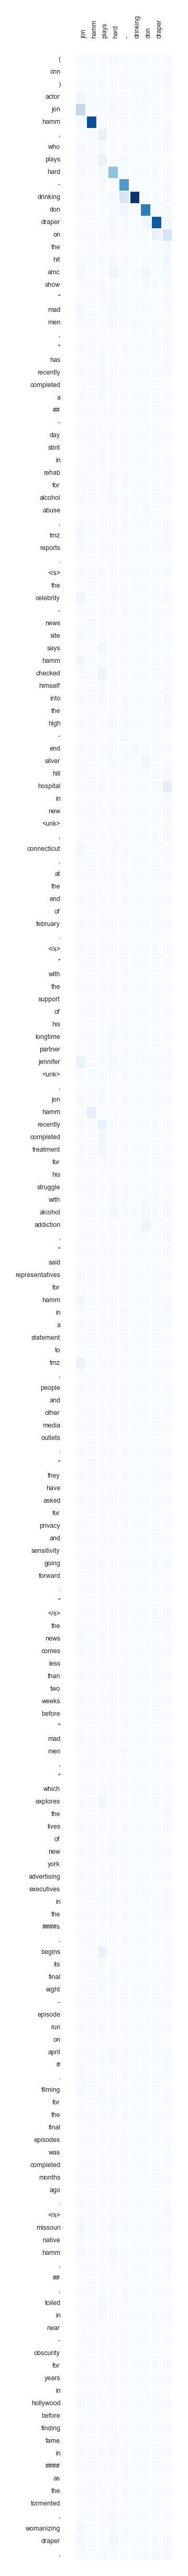 jon hamm plays hard - drinking don draper
(
cnn
)
actor
jon
hamm
,
who
plays
hard
-
drinking
don
draper
on
the
hit
amc
show
"
mad
men
,
"
has
recently
completed
a
##
-
day
stint
in
rehab
for
alcohol
abuse
,
tmz
reports
.
</s>
the
celebrity
-
news
site
says
hamm
checked
himself
into
the
high
-
end
silver
hill
hospital
in
new
<unk>
,
connecticut
,
at
the
end
of
february
.
</s>
"
with
the
support
of
his
longtime
partner
jennifer
<unk>
,
jon
hamm
recently
completed
treatment
for
his
struggle
with
alcohol
addiction
,
"
said
representatives
for
hamm
in
a
statement
to
tmz
,
people
and
other
media
outlets
.
"
they
have
asked
for
privacy
and
sensitivity
going
forward
.
"
</s>
the
news
comes
less
than
two
weeks
before
"
mad
men
,
"
which
explores
the
lives
of
new
york
advertising
executives
in
the
####s
,
begins
its
final
eight
-
episode
run
on
april
#
.
filming
for
the
final
episodes
was
completed
months
ago
.
</s>
missouri
native
hamm
,
##
,
toiled
in
near
-
obscurity
for
years
in
hollywood
before
finding
fame
in
####
as
the
tormented
,
womanizing
draper
.